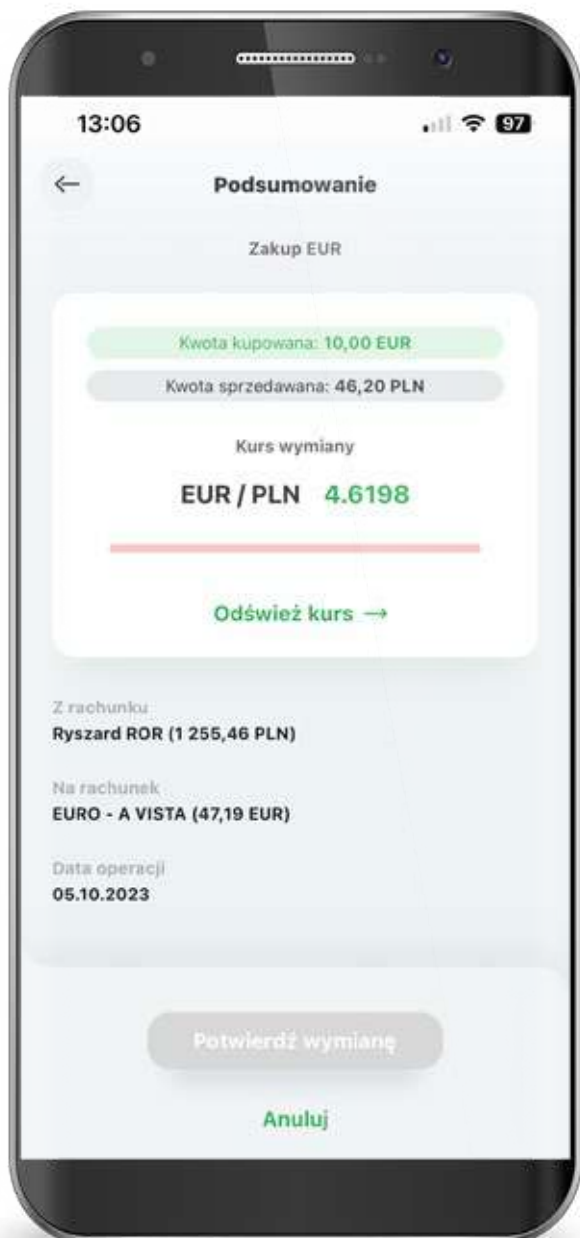 13:06
97
Podsumowanie
Zakup EUR
Kwota kupowana: 10,00 EUR
Kwota sprzedawana: 46,20 PLN
Kurs wymiany
EUR / PLN 4.6198
Odśwież kurs →
Z rachunku
Ryszard ROR (1 255,46 PLN)
Na rachunek
EURO - A VISTA (47,19 EUR)
Data operacji
05.10.2023
Potwierdź wymianę
Anuluj